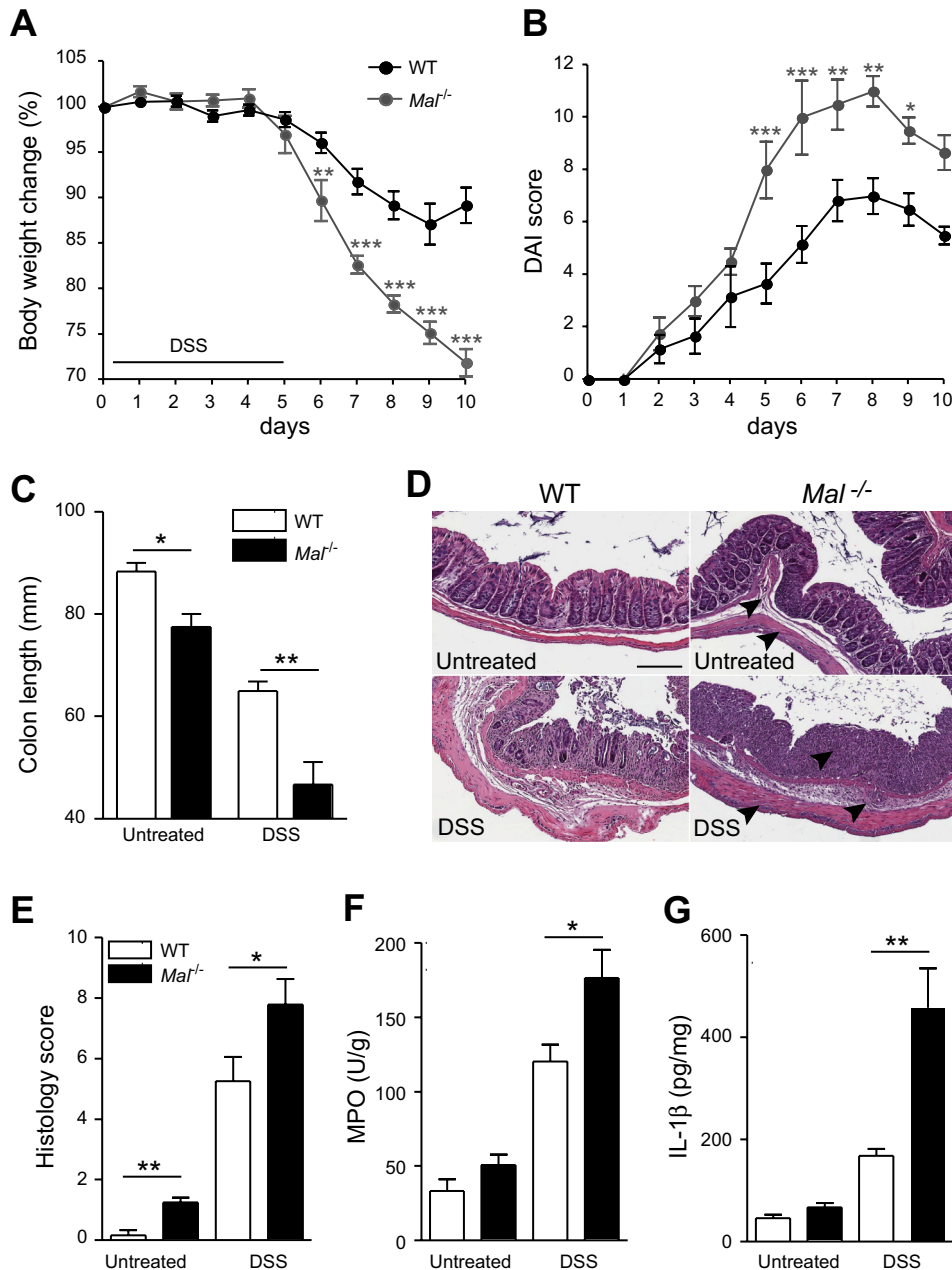 A
105
100
95
90
85
80
75
70
Body weight change (%)
WT
Mal-/-
**
***
***
***
***
DSS
0 1 2 3 4 5 6 7 8 9 10
days
B
12
10
8
6
4
2
0
DAI score
***
***
**
**
*
0 1 2 3 4 5 6 7 8 9 10
days
C
100
80
60
40
Colon length (mm)
WT
Mal-/-
*
**
Untreated DSS
D
WT Mal -/-
Untreated Untreated
DSS DSS
E
10
8
6
4
2
0
Histology score
WT
Mal-/-
**
*
Untreated DSS
F
200
150
100
50
0
MPO (U/g)
*
Untreated DSS
G
600
400
200
0
IL-1β (pg/mg)
**
Untreated DSS